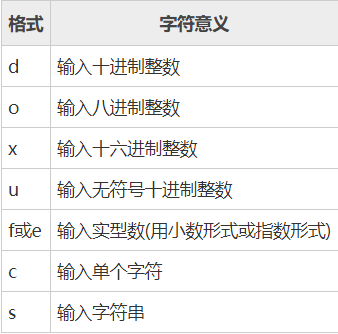 格式 字符意义
d 输入十进制整数
o 输入八进制整数
x 输入十六进制整数
u 输入无符号十进制整数
f或e 输入实型数(用小数形式或指数形式)
c 输入单个字符
s 输入字符串